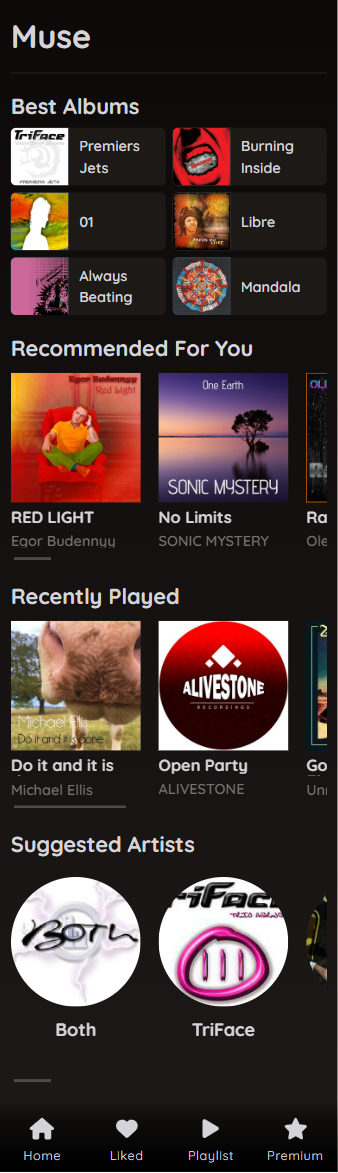 Muse
Best Albums
TriFace
PREMIERS JETS
Premiers
Jets
Burning
Inside
01
Libre
Always
Beating
Mandala
Recommended For You
Egor Budennyy
Red Light
One Earth
SONIC MYSTERY
RED LIGHT
No Limits
Ra
Egor Budennyy
SONIC MYSTERY
Ole
Recently Played
Michael Ellis
Do it and it is done
ALIVESTONE
RECORDINGS
Do it and it is
Open Party
Go
Michael Ellis
ALIVESTONE
Suggested Artists
BOTH
TriFace
Both
TriFace
Home
Liked
Playlist
Premium